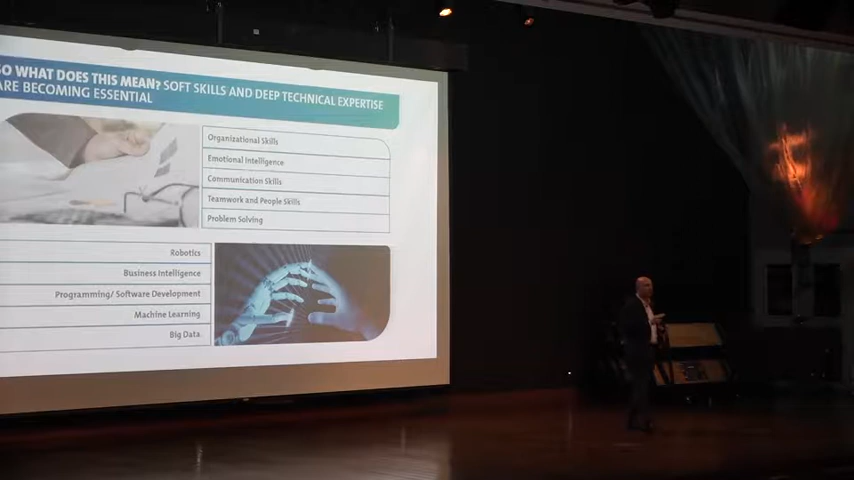 SO WHAT DOES THIS MEAN? SOFT SKILLS AND DEEP TECHNICAL EXPERTISE
ARE BECOMING ESSENTIAL
Organizational Skills
Emotional Intelligence
Communication Skills
Teamwork and People Skills
Problem Solving
Robotics
Business Intelligence
Programming/ Software Development
Machine Learning
Big Data